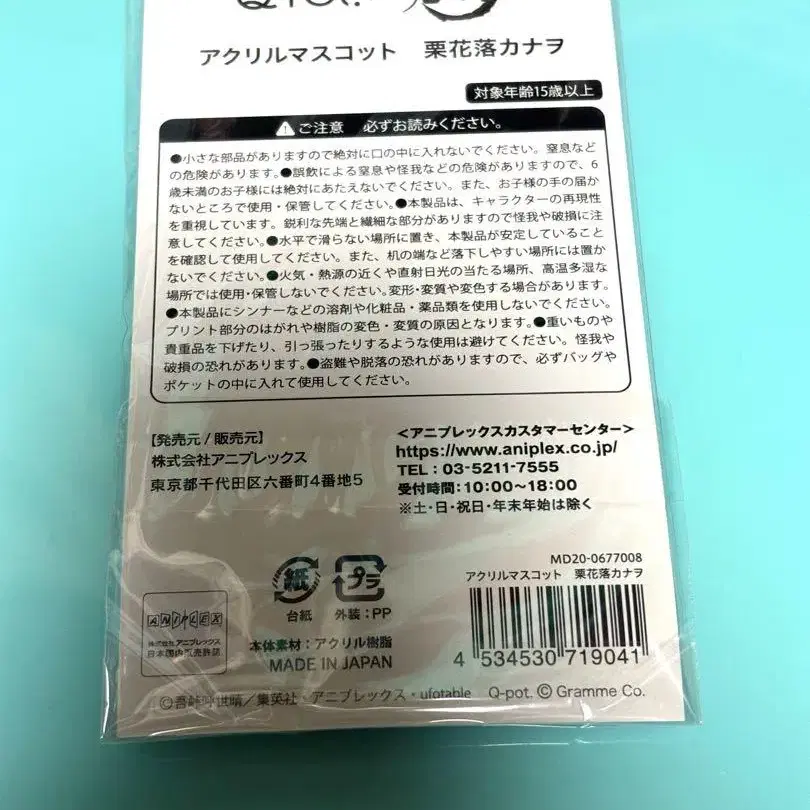 Q-pot.
アクリルマスコット 栗花落カナヲ
対象年齢15歳以上
ご注意 必ずお読みください。
●小さな部品がありますので絶対に口の中に入れないでください。窒息など
の危険があります。●誤飲による窒息や怪我などの危険がありますので、6
歳未満のお子様には絶対にあたえないでください。また、お子様の手の届か
ないところで使用・保管してください。●本製品は、キャラクターの再現性
を重視しています。鋭利な先端と繊細な部分がありますので怪我や破損に注
意してください。●水平で滑らない場所に置き、本製品が安定していること
を確認して使用してください。また、机の端など落下しやすい場所には置か
ないでください。●火気・熱源の近くや直射日光の当たる場所、高温多湿な
場所では使用・保管しないでください。変形・変質や変色する場合があります。
●本製品にシンナーなどの溶剤や化粧品・薬品類を使用しないでください。
プリント部分のはがれや樹脂の変色・変質の原因となります。●重いものや
貴重品を下げたり、引っ張ったりするような使用は避けてください。怪我や
破損の恐れがあります。●盗難や脱落の恐れがありますので、必ずバッグや
ポケットの中に入れて使用してください。
【発売元/販売元】
株式会社アニプレックス
東京都千代田区六番町4番地5
<アニプレックスカスタマーセンター>
https://www.aniplex.co.jp/
TEL:03-5211-7555
受付時間:10:00~18:00
※土・日・祝日・年末年始は除く
ANIPLEX
株式会社アニプレックス
日本国内販売許諾
紙
台紙
プラ
外装:PP
本体素材:アクリル樹脂
MADE IN JAPAN
MD20-0677008
アクリルマスコット 栗花落カナヲ
4 534530 719041
©吾峠呼世晴/集英社・アニプレックス・ufotable Q-pot. © Gramme Co.